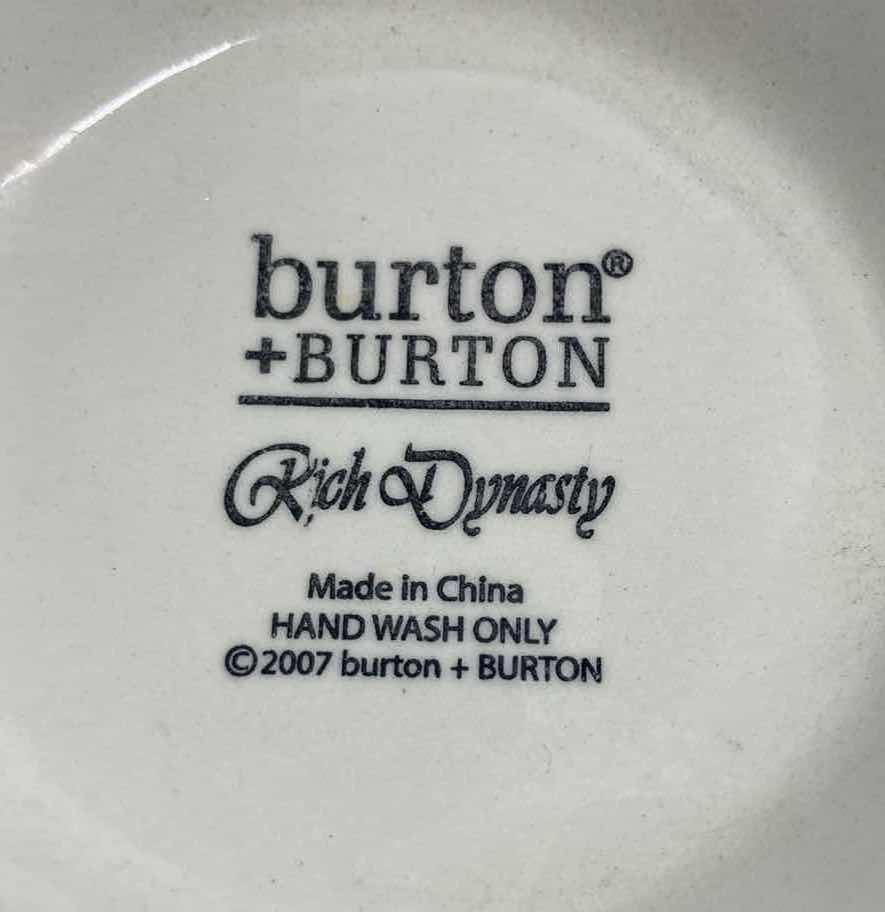 burton®
+BURTON
Rich Dynasty
Made in China
HAND WASH ONLY
©2007 burton + BURTON